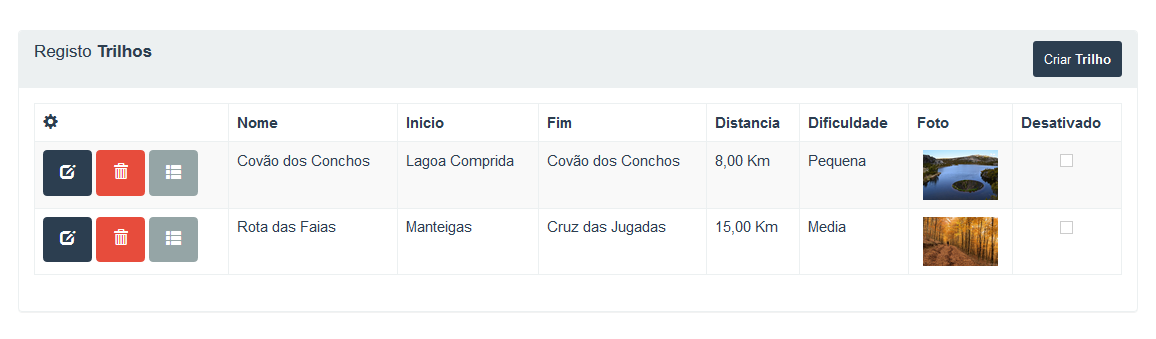 Registo Trilhos
Criar Trilho
Nome Inicio Fim Distancia Dificuldade Foto Desativado
Covão dos Conchos Lagoa Comprida Covão dos Conchos 8,00 Km Pequena
Rota das Faias Manteigas Cruz das Jugadas 15,00 Km Media